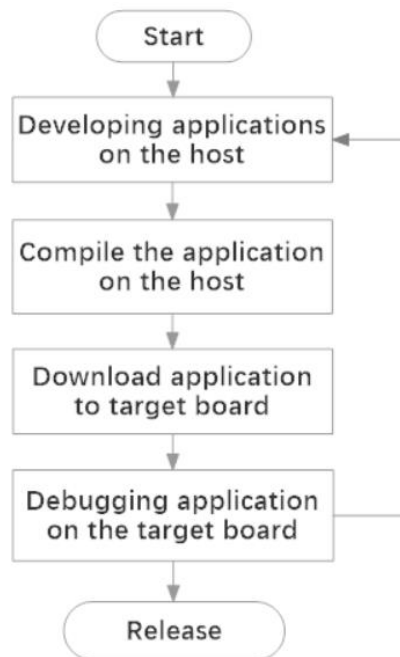 Start
Developing applications
on the host
Compile the application
on the host
Download application
to target board
Debugging application
on the target board
Release